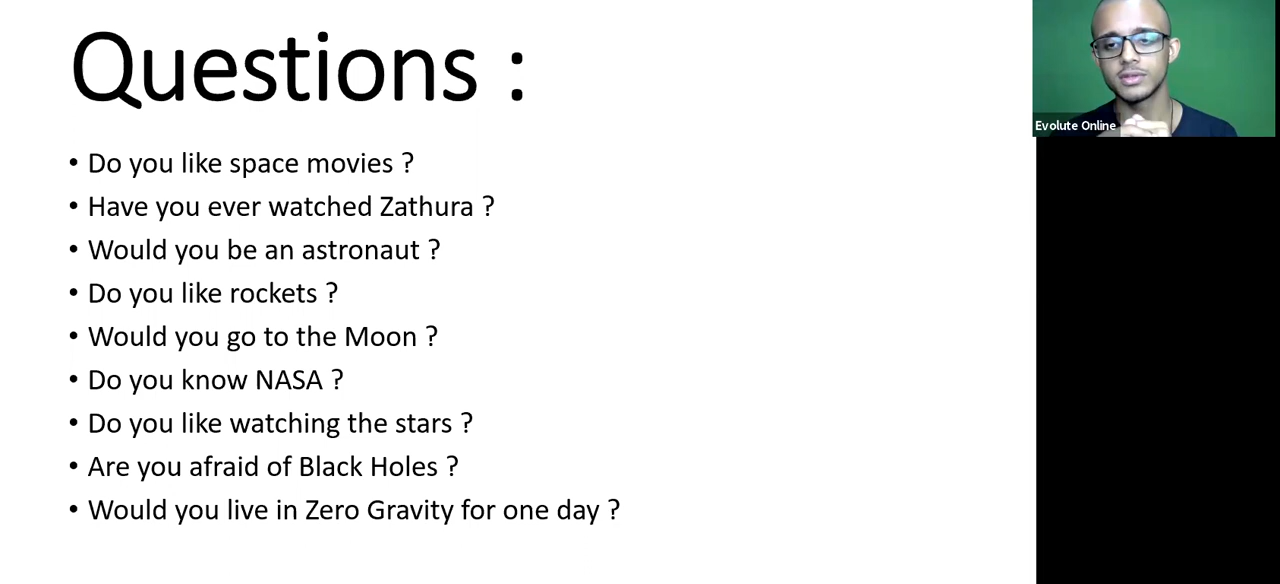 Questions :
• Do you like space movies ?
• Have you ever watched Zathura ?
• Would you be an astronaut ?
• Do you like rockets ?
• Would you go to the Moon ?
• Do you know NASA ?
• Do you like watching the stars ?
• Are you afraid of Black Holes ?
• Would you live in Zero Gravity for one day ?
Evolute Online